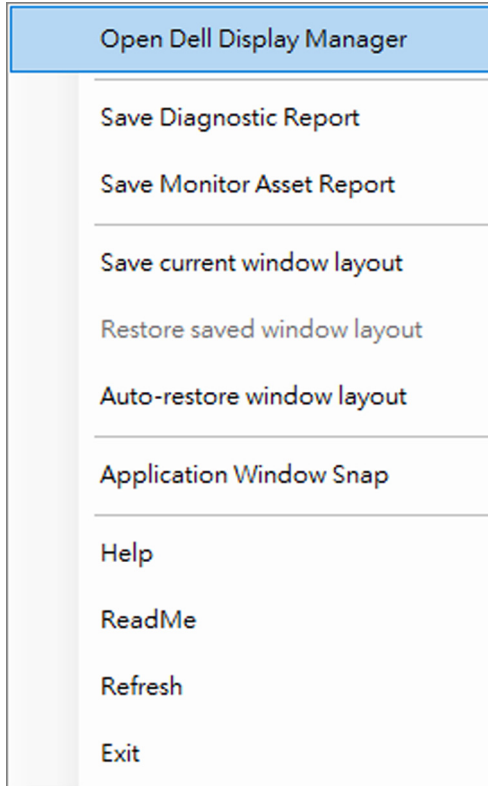 Open Dell Display Manager
Save Diagnostic Report
Save Monitor Asset Report
Save current window layout
Restore saved window layout
Auto-restore window layout
Application Window Snap
Help
ReadMe
Refresh
Exit